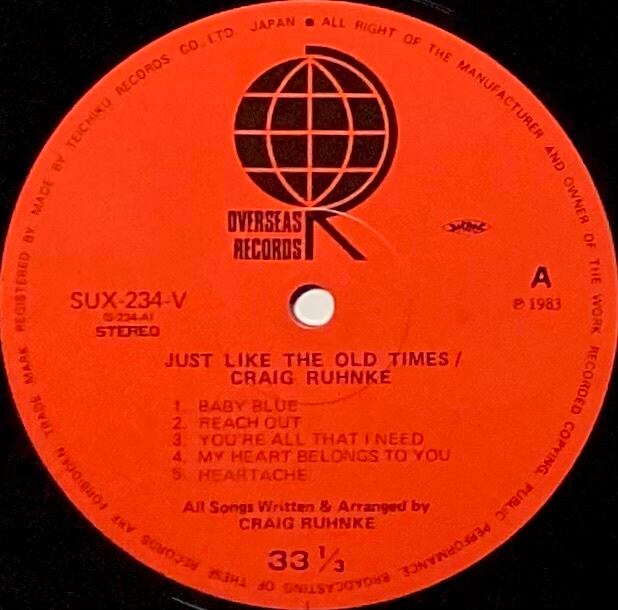 TRADE MARK REGISTERED BY MADE BY TEICHIKU RECORDS CO., LTD. JAPAN ● ALL RIGHT OF THE MANUFACTURER AND OWNER OF THE WORK RECORDED COPYING, PUBLIC PERFORMANCE, BROADCASTING OF THESE RECORDS ARE FORBIDDEN
OVERSEAS
RECORDS
A
SUX-234-V
℗ 1983
(S-234-A)
STEREO
JUST LIKE THE OLD TIMES /
CRAIG RUHNKE
1. BABY BLUE
2. REACH OUT
3. YOU'RE ALL THAT I NEED
4. MY HEART BELONGS TO YOU
5. HEARTACHE
All Songs Written & Arranged by
CRAIG RUHNKE
33 1/3